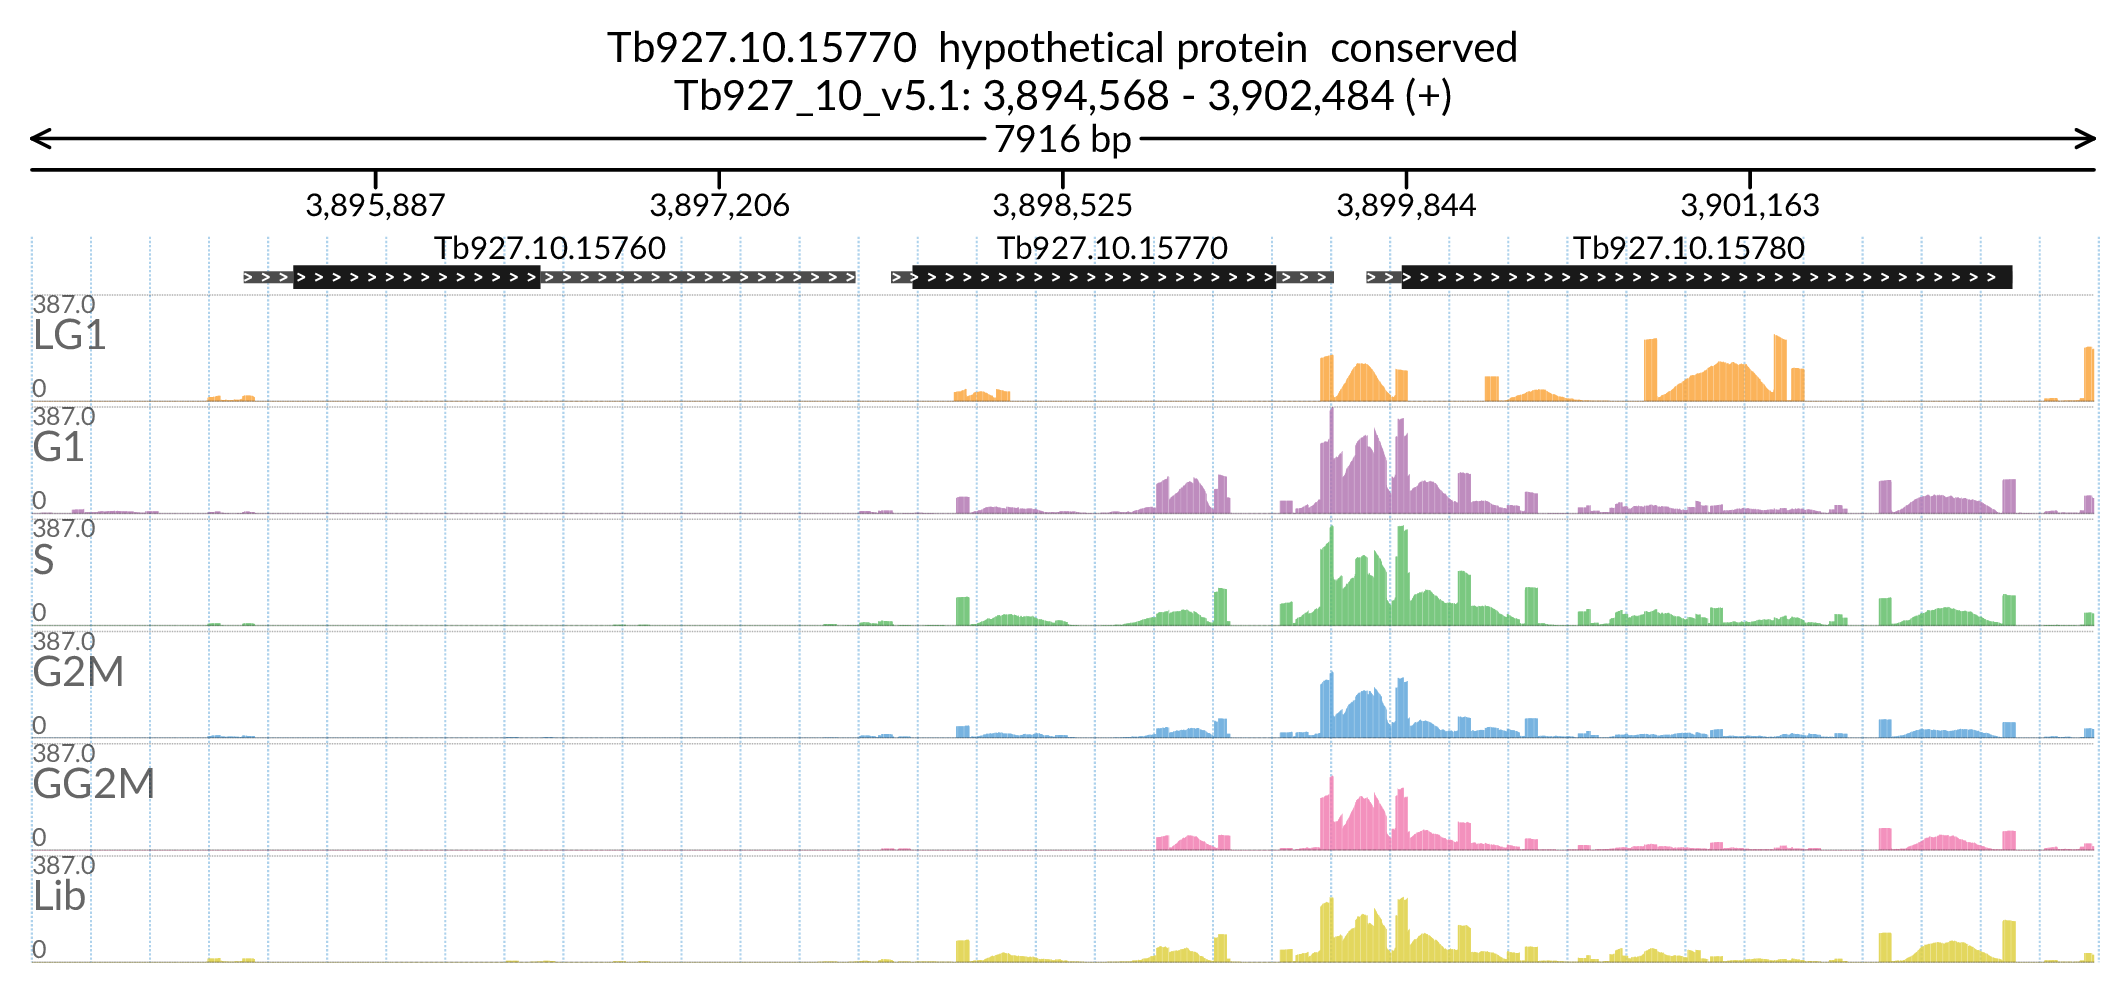 Tb927.10.15770 hypothetical protein conserved
Tb927_10_v5.1: 3,894,568 - 3,902,484 (+)
7916 bp
3,895,887 3,897,206 3,898,525 3,899,844 3,901,163
Tb927.10.15760 Tb927.10.15770 Tb927.10.15780
387.0
LG1
0
387.0
G1
0
387.0
S
0
387.0
G2M
0
387.0
GG2M
0
387.0
Lib
0